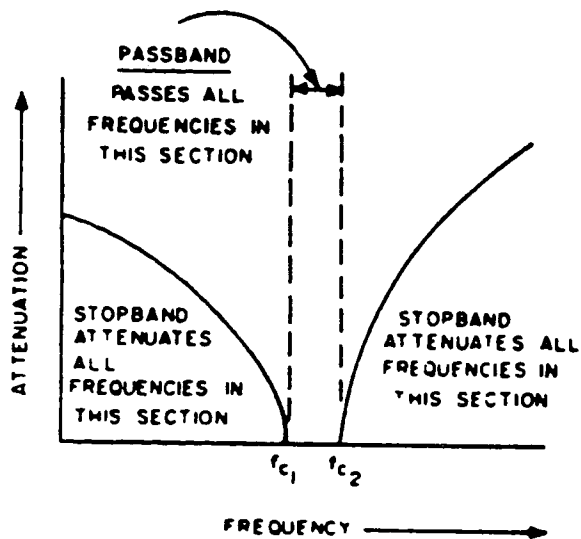 PASSBAND
PASSES ALL
FREQUENCIES IN
THIS SECTION
ATTENUATION
STOPBAND
ATTENUATES
ALL
FREQUENCIES IN
THIS SECTION
STOPBAND
ATTENUATES ALL
FREQUENCIES IN
THIS SECTION
fc1
fc2
FREQUENCY